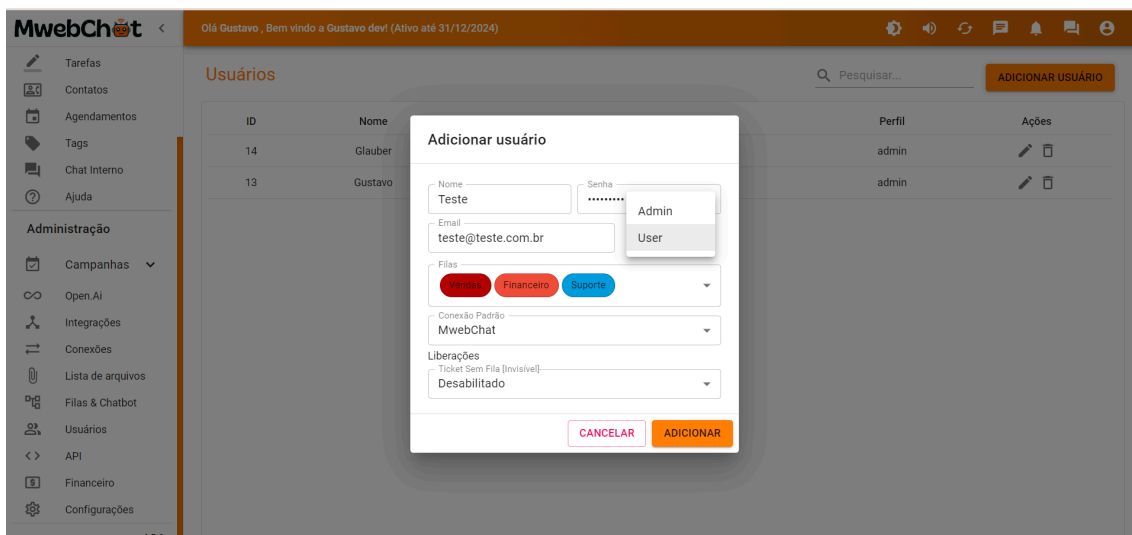 MwebChat
Olá Gustavo , Bem vindo a Gustavo dev! (Ativo até 31/12/2024)
Tarefas
Contatos
Agendamentos
Tags
Chat Interno
Ajuda
Administração
Campanhas
Open.Ai
Integrações
Conexões
Lista de arquivos
Filas & Chatbot
Usuários
API
Financeiro
Configurações
Usuários
Pesquisar...
ADICIONAR USUÁRIO
ID Nome Perfil Ações
14 Glauber admin
13 Gustavo admin
Adicionar usuário
Nome
Teste
Senha
•••••••••
Admin
User
Email
teste@teste.com.br
Filas
Vendas Financeiro Suporte
Conexão Padrão
MwebChat
Liberações
Ticket Sem Fila [Invisível]
Desabilitado
CANCELAR ADICIONAR